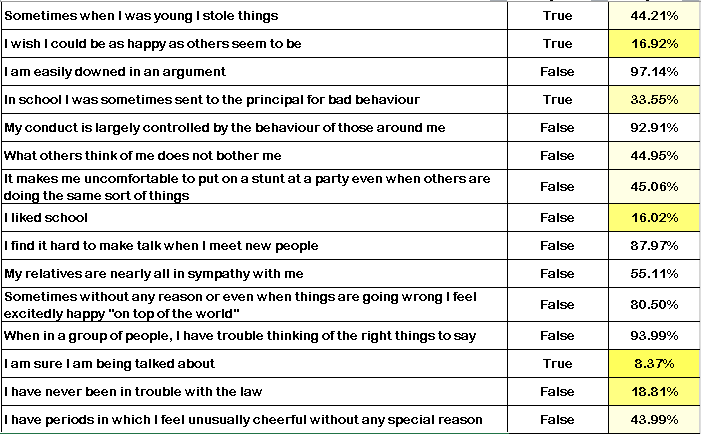 Sometimes when I was young I stole things True 44.21%
I wish I could be as happy as others seem to be True 16.92%
I am easily downed in an argument False 97.14%
In school I was sometimes sent to the principal for bad behaviour True 33.55%
My conduct is largely controlled by the behaviour of those around me False 92.91%
What others think of me does not bother me False 44.95%
It makes me uncomfortable to put on a stunt at a party even when others are
doing the same sort of things False 45.06%
I liked school False 16.02%
I find it hard to make talk when I meet new people False 87.97%
My relatives are nearly all in sympathy with me False 55.11%
Sometimes without any reason or even when things are going wrong I feel
excitedly happy "on top of the world" False 80.50%
When in a group of people, I have trouble thinking of the right things to say False 93.99%
I am sure I am being talked about True 8.37%
I have never been in trouble with the law False 18.81%
I have periods in which I feel unusually cheerful without any special reason False 43.99%